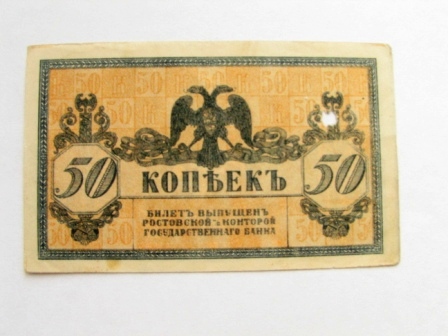 50 КОПѢЕКЪ 50
БИЛЕТЪ ВЫПУЩЕНЪ
РОСТОВСКОЙ Н/Д КОНТОРОЙ
ГОСУДАРСТВЕННАГО БАНКА